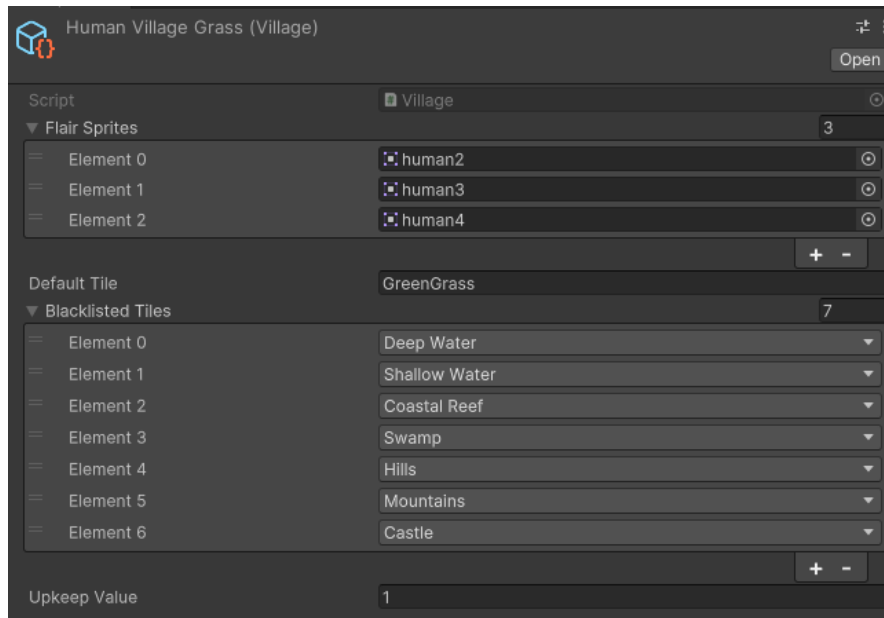 Human Village Grass (Village)
Open
Script Village
Flair Sprites 3
Element 0 human2
Element 1 human3
Element 2 human4
+ -
Default Tile GreenGrass
Blacklisted Tiles 7
Element 0 Deep Water
Element 1 Shallow Water
Element 2 Coastal Reef
Element 3 Swamp
Element 4 Hills
Element 5 Mountains
Element 6 Castle
+ -
Upkeep Value 1